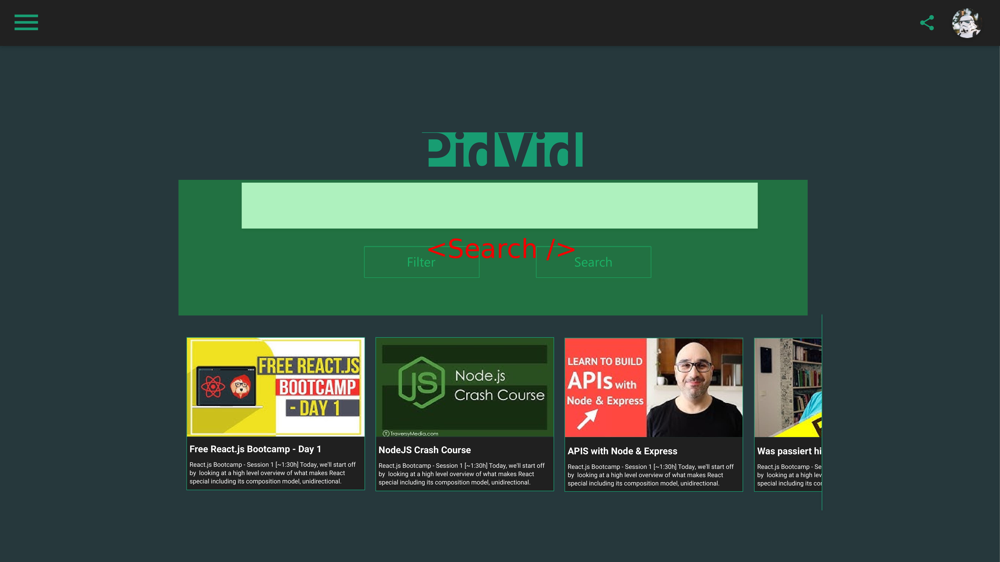 PidVid
<Search />
Filter
Search
FREE REACT.JS
BOOTCAMP
- DAY 1
Free React.js Bootcamp - Day 1
React.js Bootcamp - Session 1 [~1:30h] Today, we'll start off
by  looking at a high level overview of what makes React
special including its composition model, unidirectional.
JS
Node.js
Crash Course
TraversyMedia.com
NodeJS Crash Course
React.js Bootcamp - Session 1 [~1:30h] Today, we'll start off
by  looking at a high level overview of what makes React
special including its composition model, unidirectional.
LEARN TO BUILD
APIs with
Node & Express
APIS with Node & Express
React.js Bootcamp - Session 1 [~1:30h] Today, we'll start off
by  looking at a high level overview of what makes React
special including its composition model, unidirectional.
Was passiert hi
React.js Bootcamp - Se
by  looking at a high lev
special including its